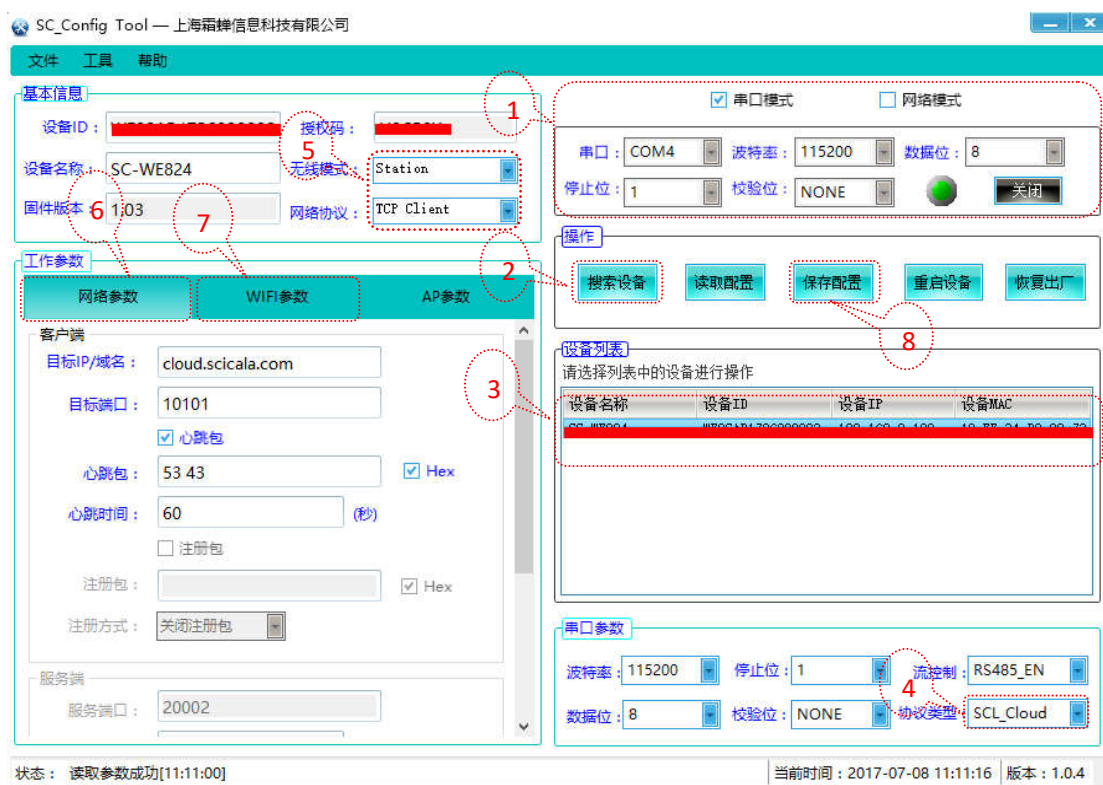 SC_Config Tool — 上海霜蝉信息科技有限公司
文件 工具 帮助
基本信息
设备ID：
授权码：
5
设备名称： SC-WE824
无线模式： Station
固件版本： 1.03
网络协议： TCP Client
6
7
工作参数
网络参数 WIFI参数 AP参数
客户端
目标IP/域名： cloud.scicala.com
目标端口： 10101
心跳包
心跳包： 53 43 Hex
心跳时间： 60 (秒)
注册包
注册包： Hex
注册方式： 关闭注册包
服务端
服务端口： 20002
1
串口模式 网络模式
串口： COM4 波特率： 115200 数据位： 8
停止位： 1 校验位： NONE 关闭
操作
2
搜索设备 读取配置 保存配置 重启设备 恢复出厂
8
设备列表
请选择列表中的设备进行操作
3
设备名称 设备ID 设备IP 设备MAC
串口参数
波特率： 115200 停止位： 1 流控制： RS485_EN
4
数据位： 8 校验位： NONE 协议类型 SCL_Cloud
状态： 读取参数成功[11:11:00] 当前时间：2017-07-08 11:11:16 版本：1.0.4